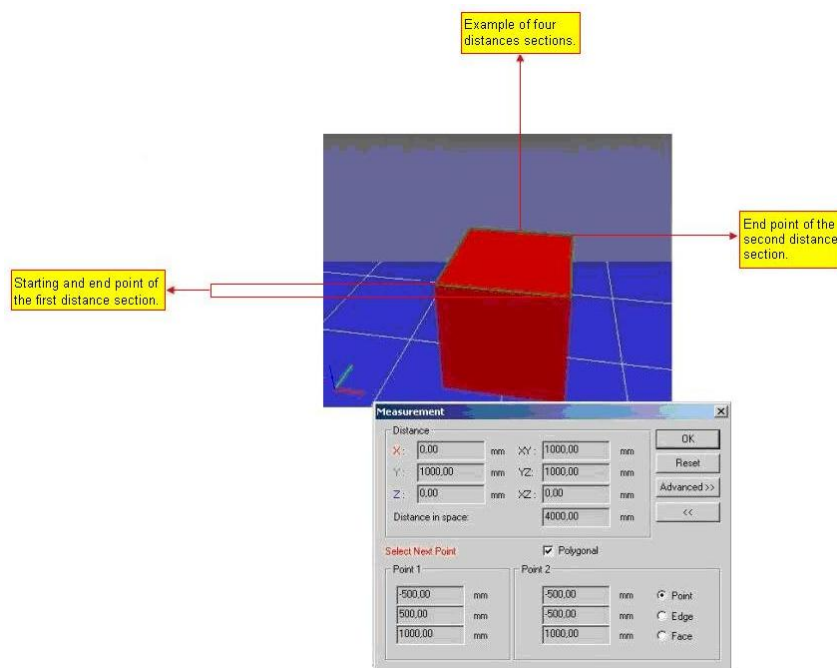 Example of four
distances sections.
End point of the
second distance
section.
Starting and end point of
the first distance section.
Measurement
Distance
X: 0,00 mm XY: 1000,00 mm
Y: 1000,00 mm YZ: 1000,00 mm
Z: 0,00 mm XZ: 0,00 mm
Distance in space: 4000,00 mm
OK
Reset
Advanced >>
<<
Select Next Point Polygonal
Point 1 Point 2
-500,00 mm -500,00 mm Point
500,00 mm -500,00 mm Edge
1000,00 mm 1000,00 mm Face